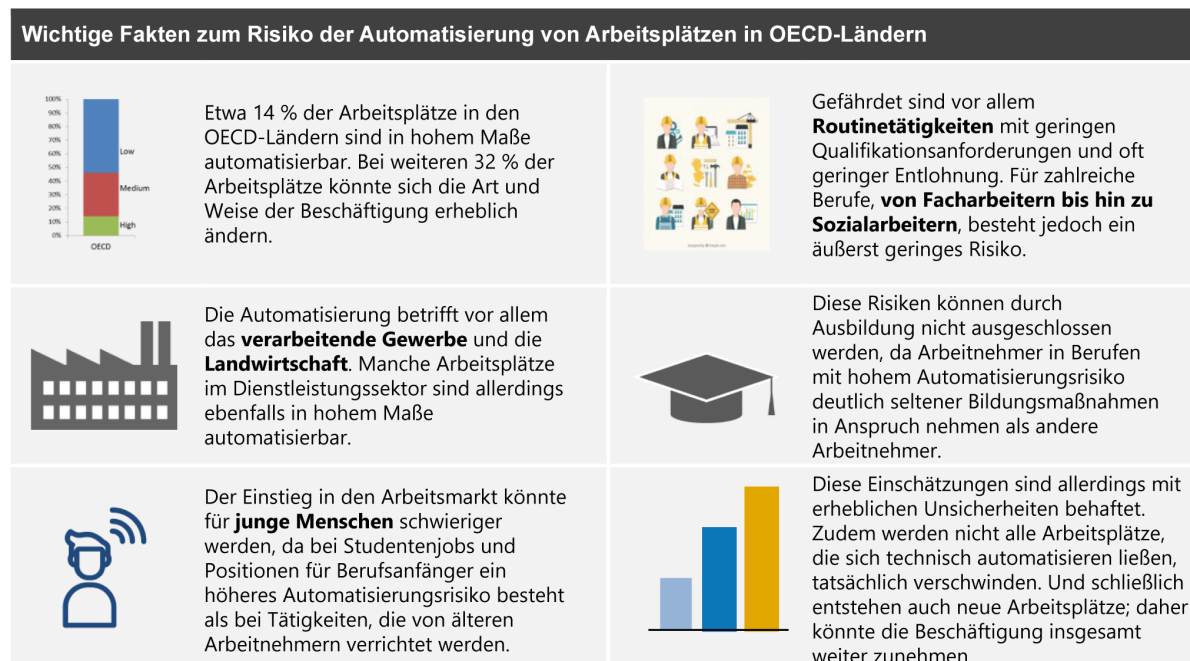 Wichtige Fakten zum Risiko der Automatisierung von Arbeitsplätzen in OECD-Ländern
100%
90%
80%
70%
60%
50%
40%
30%
20%
10%
0%
Low
Medium
High
OECD
Etwa 14 % der Arbeitsplätze in den
OECD-Ländern sind in hohem Maße
automatisierbar. Bei weiteren 32 % der
Arbeitsplätze könnte sich die Art und
Weise der Beschäftigung erheblich
ändern.
Gefährdet sind vor allem
Routinetätigkeiten mit geringen
Qualifikationsanforderungen und oft
geringer Entlohnung. Für zahlreiche
Berufe, von Facharbeitern bis hin zu
Sozialarbeitern, besteht jedoch ein
äußerst geringes Risiko.
Die Automatisierung betrifft vor allem
das verarbeitende Gewerbe und die
Landwirtschaft. Manche Arbeitsplätze
im Dienstleistungssektor sind allerdings
ebenfalls in hohem Maße
automatisierbar.
Diese Risiken können durch
Ausbildung nicht ausgeschlossen
werden, da Arbeitnehmer in Berufen
mit hohem Automatisierungsrisiko
deutlich seltener Bildungsmaßnahmen
in Anspruch nehmen als andere
Arbeitnehmer.
Der Einstieg in den Arbeitsmarkt könnte
für junge Menschen schwieriger
werden, da bei Studentenjobs und
Positionen für Berufsanfänger ein
höheres Automatisierungsrisiko besteht
als bei Tätigkeiten, die von älteren
Arbeitnehmern verrichtet werden.
Diese Einschätzungen sind allerdings mit
erheblichen Unsicherheiten behaftet.
Zudem werden nicht alle Arbeitsplätze,
die sich technisch automatisieren ließen,
tatsächlich verschwinden. Und schließlich
entstehen auch neue Arbeitsplätze; daher
könnte die Beschäftigung insgesamt
weiter zunehmen.